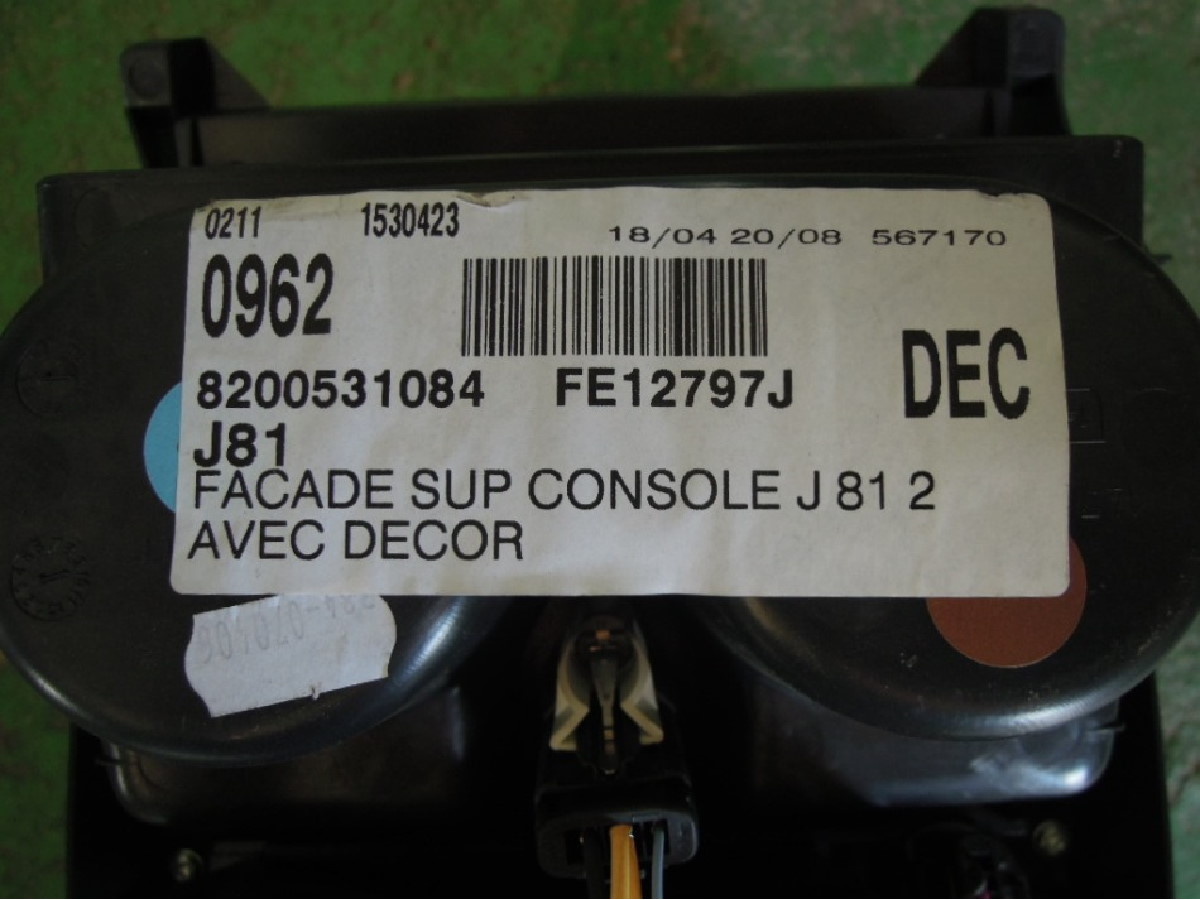 0211 1530423 18/04 20/08 567170
0962
DEC
8200531084 FE12797J
J81
FACADE SUP CONSOLE J 81 2
AVEC DECOR